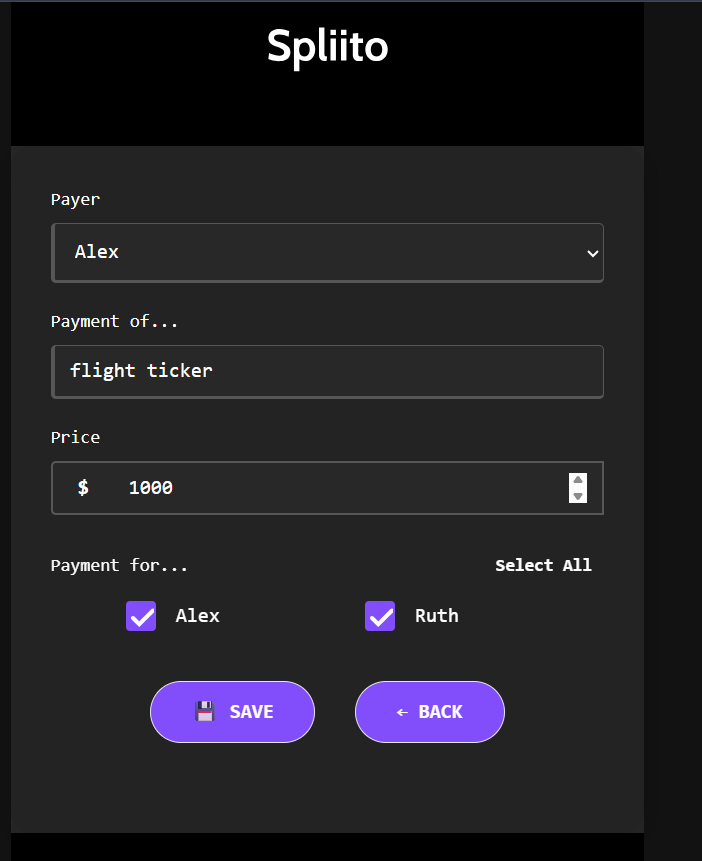 Spliito
Payer
Alex
Payment of...
flight ticker
Price
$ 1000
Payment for... Select All
Alex Ruth
SAVE ← BACK